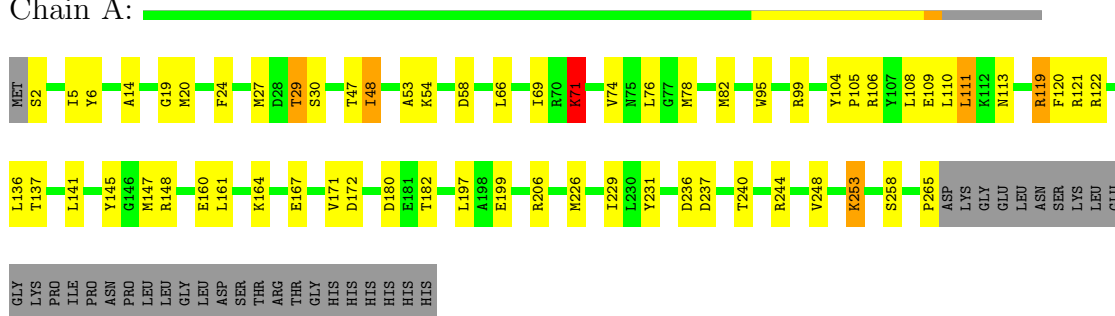 Chain A:
MET S2 I5 Y6 A14 G19 M20 F24 M27 D28 T29 S30 T47 I48 A53 K54 D58 L66 I69 R70 K71 V74 N75 L76 G77 M78 M82 W95 R99 Y104 P105 R106 Y107 L108 E109 L110 L111 K112 N113 R119 F120 R121 R122
L136 T137 L141 Y145 G146 M147 R148 E160 L161 K164 E167 V171 D172 D180 E181 T182 L197 A198 E199 R206 M226 I229 L230 Y231 D236 D237 T240 R244 V248 K253 S258 P265 ASP LYS GLY GLU LEU ASN SER LYS LEU GLU
GLY LYS PRO ILE PRO ASN PRO LEU LEU GLY LEU ASP SER THR ARG THR GLY HIS HIS HIS HIS HIS HIS